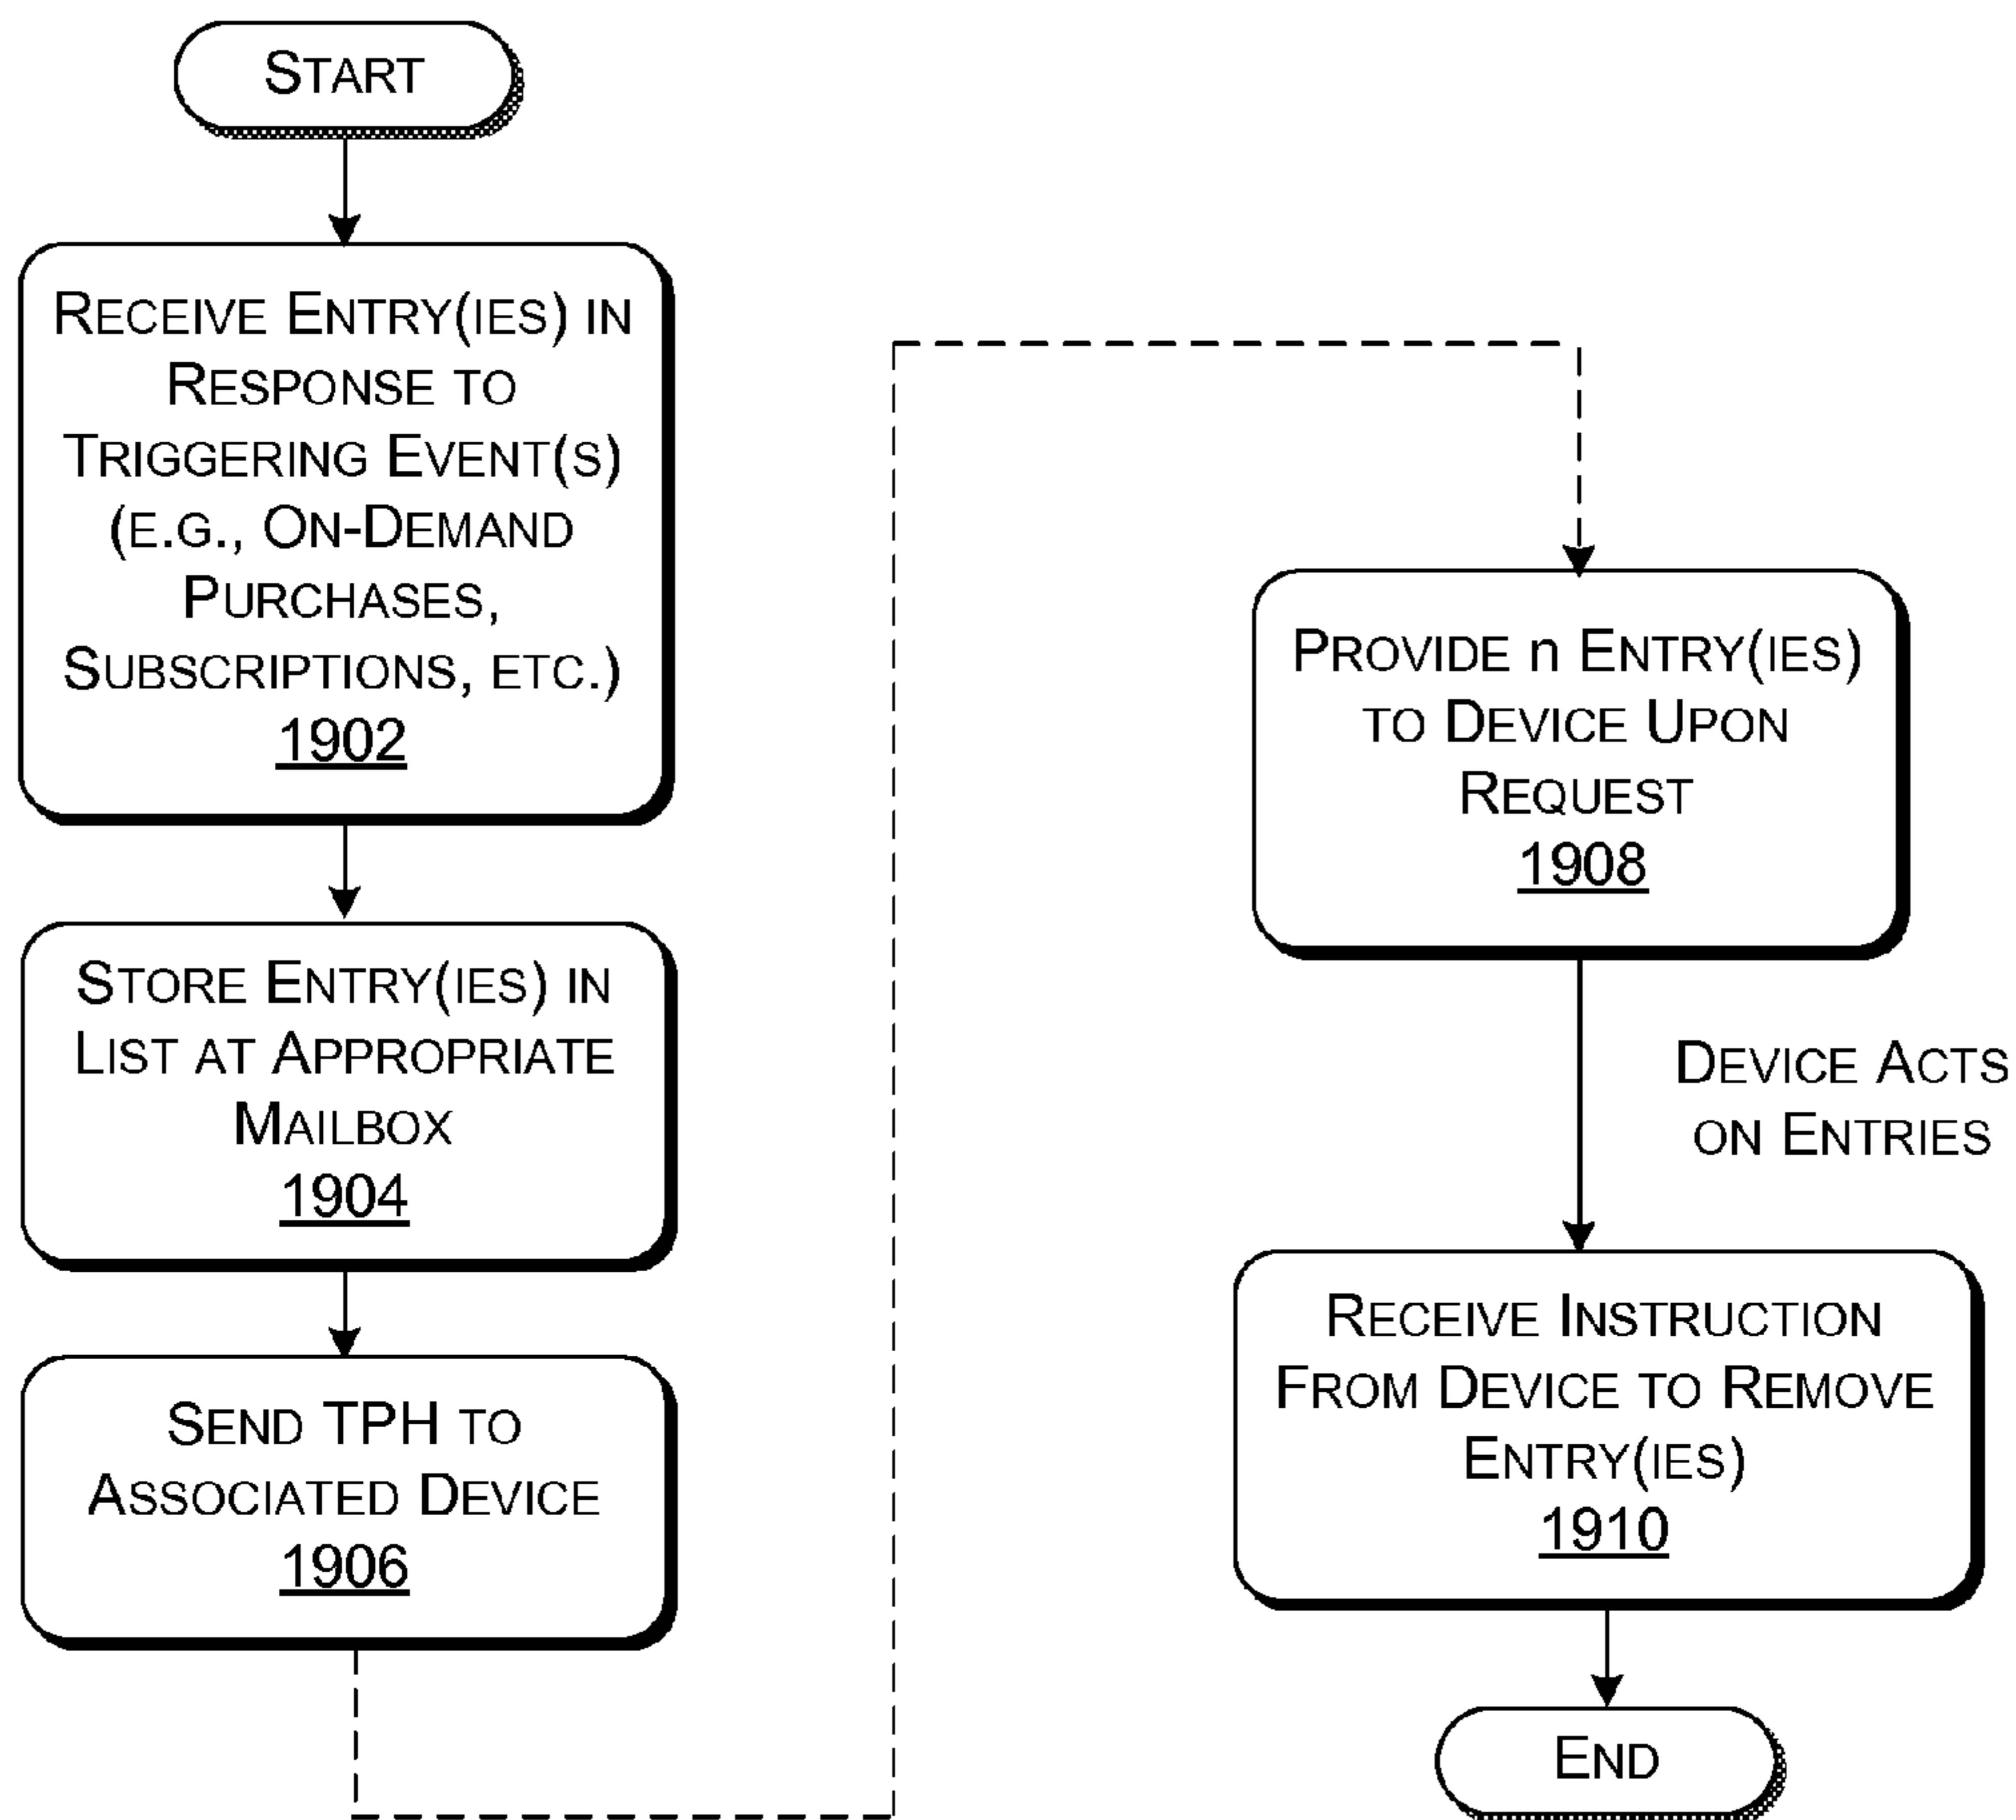 START
RECEIVE ENTRY(IES) IN
RESPONSE TO
TRIGGERING EVENT(S)
(E.G., ON-DEMAND
PURCHASES,
SUBSCRIPTIONS, ETC.)
1902
STORE ENTRY(IES) IN
LIST AT APPROPRIATE
MAILBOX
1904
SEND TPH TO
ASSOCIATED DEVICE
1906
PROVIDE n ENTRY(IES)
TO DEVICE UPON
REQUEST
1908
DEVICE ACTS
ON ENTRIES
RECEIVE INSTRUCTION
FROM DEVICE TO REMOVE
ENTRY(IES)
1910
END